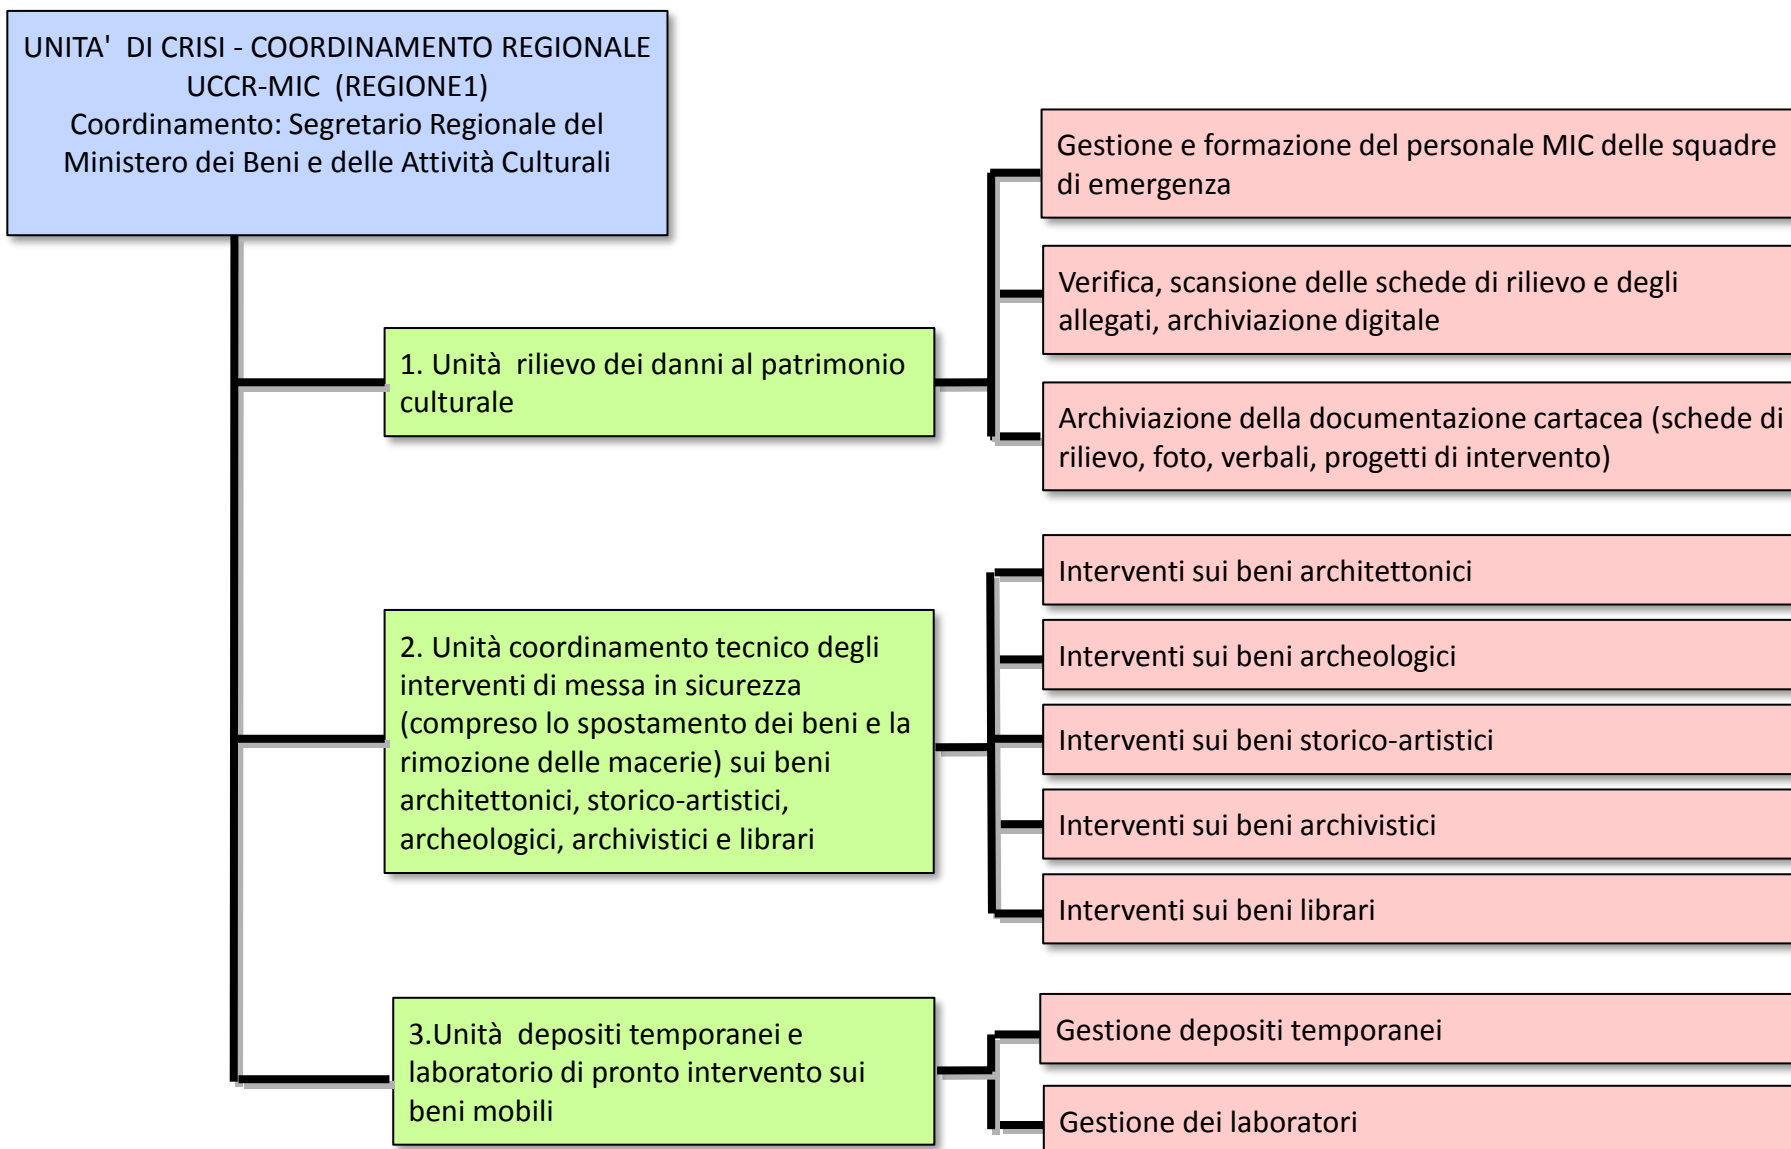 UNITA' DI CRISI - COORDINAMENTO REGIONALE
UCCR-MIC (REGIONE1)
Coordinamento: Segretario Regionale del
Ministero dei Beni e delle Attività Culturali
1. Unità rilievo dei danni al patrimonio
culturale
Gestione e formazione del personale MIC delle squadre
di emergenza
Verifica, scansione delle schede di rilievo e degli
allegati, archiviazione digitale
Archiviazione della documentazione cartacea (schede di
rilievo, foto, verbali, progetti di intervento)
2. Unità coordinamento tecnico degli
interventi di messa in sicurezza
(compreso lo spostamento dei beni e la
rimozione delle macerie) sui beni
architettonici, storico-artistici,
archeologici, archivistici e librari
Interventi sui beni architettonici
Interventi sui beni archeologici
Interventi sui beni storico-artistici
Interventi sui beni archivistici
Interventi sui beni librari
3.Unità depositi temporanei e
laboratorio di pronto intervento sui
beni mobili
Gestione depositi temporanei
Gestione dei laboratori